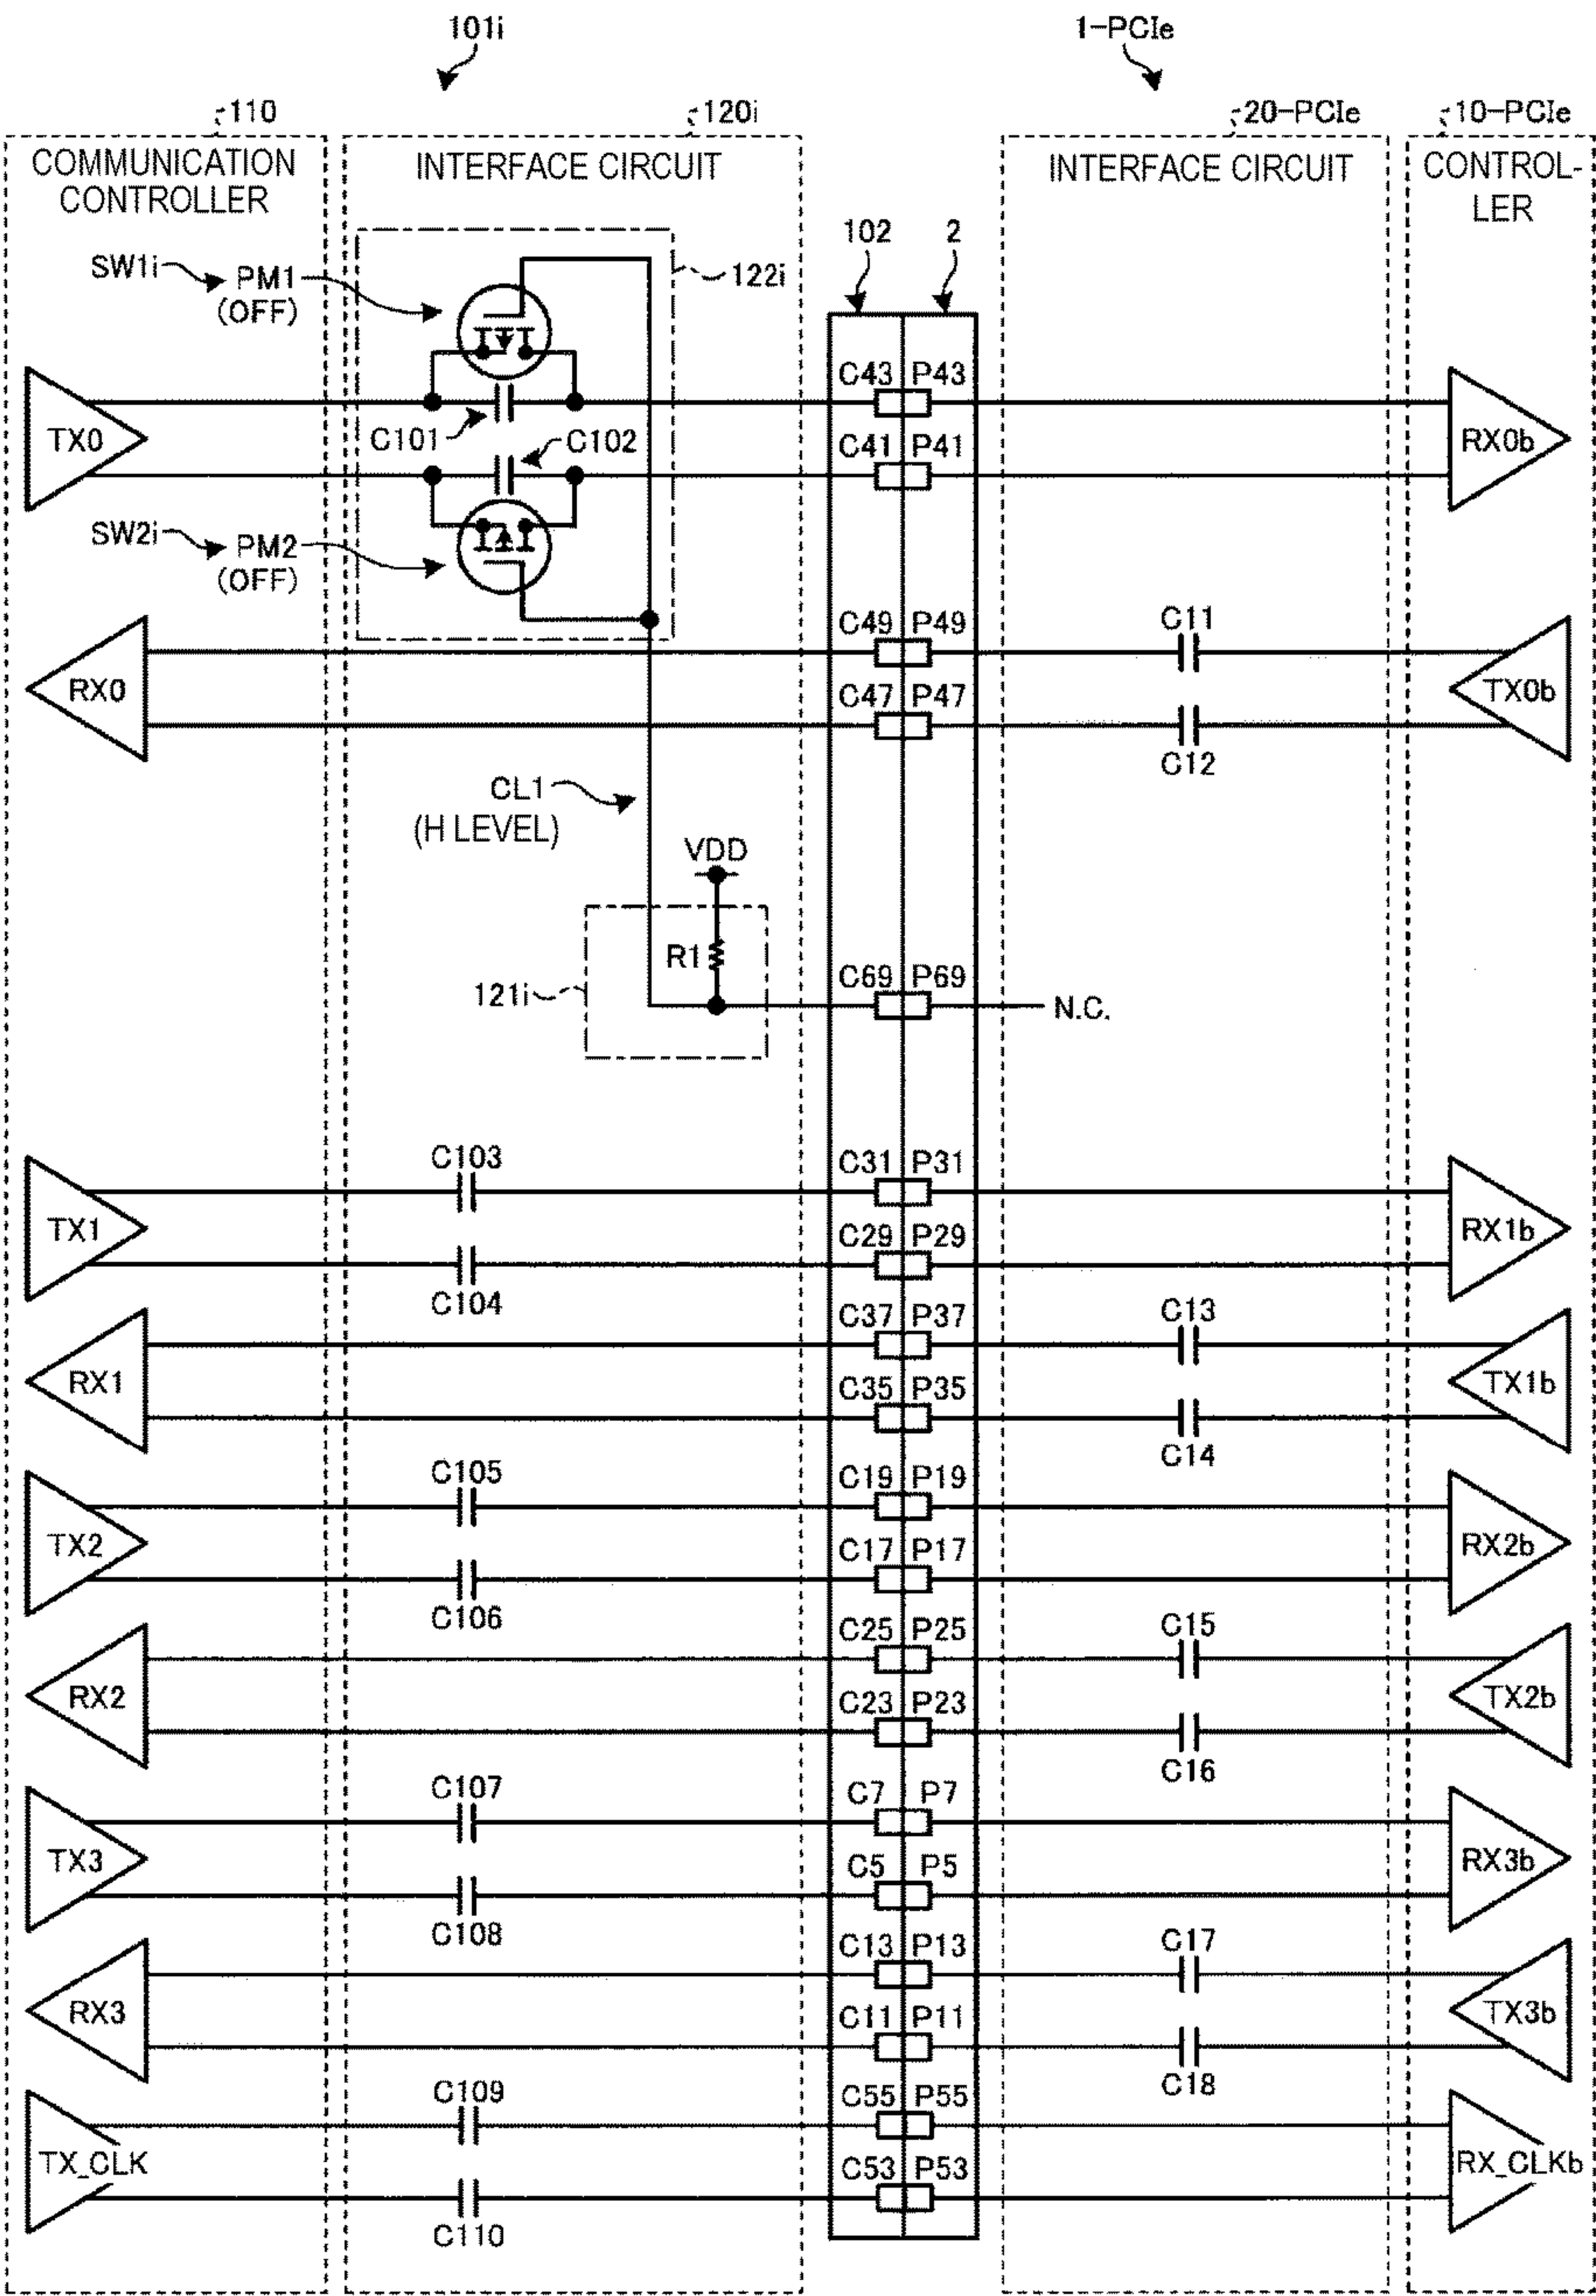 101i
1-PCIe
110
120i
20-PCIe
10-PCIe
COMMUNICATION
CONTROLLER
INTERFACE CIRCUIT
INTERFACE CIRCUIT
CONTROL-
LER
102
2
SW1i
PM1
(OFF)
122i
C43
P43
TX0
C101
C102
C41
P41
RX0b
SW2i
PM2
(OFF)
C49
P49
C11
RX0
C47
P47
TX0b
C12
CL1
(H LEVEL)
VDD
R1
121i
C69
P69
N.C.
C103
C31
P31
TX1
C29
P29
RX1b
C104
C37
P37
C13
RX1
C35
P35
TX1b
C14
C105
C19
P19
TX2
C17
P17
RX2b
C106
C25
P25
C15
RX2
C23
P23
TX2b
C16
C107
C7
P7
TX3
C5
P5
RX3b
C108
C13
P13
C17
RX3
C11
P11
TX3b
C18
C109
C55
P55
TX_CLK
C53
P53
RX_CLKb
C110